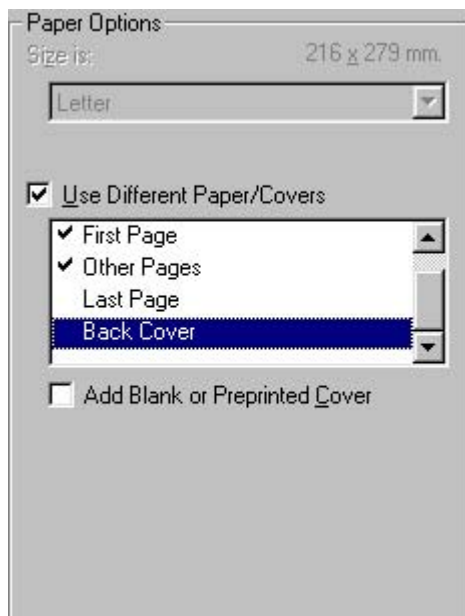 Paper Options
Size is: 216 x 279 mm.
Letter
Use Different Paper/Covers
First Page
Other Pages
Last Page
Back Cover
Add Blank or Preprinted Cover